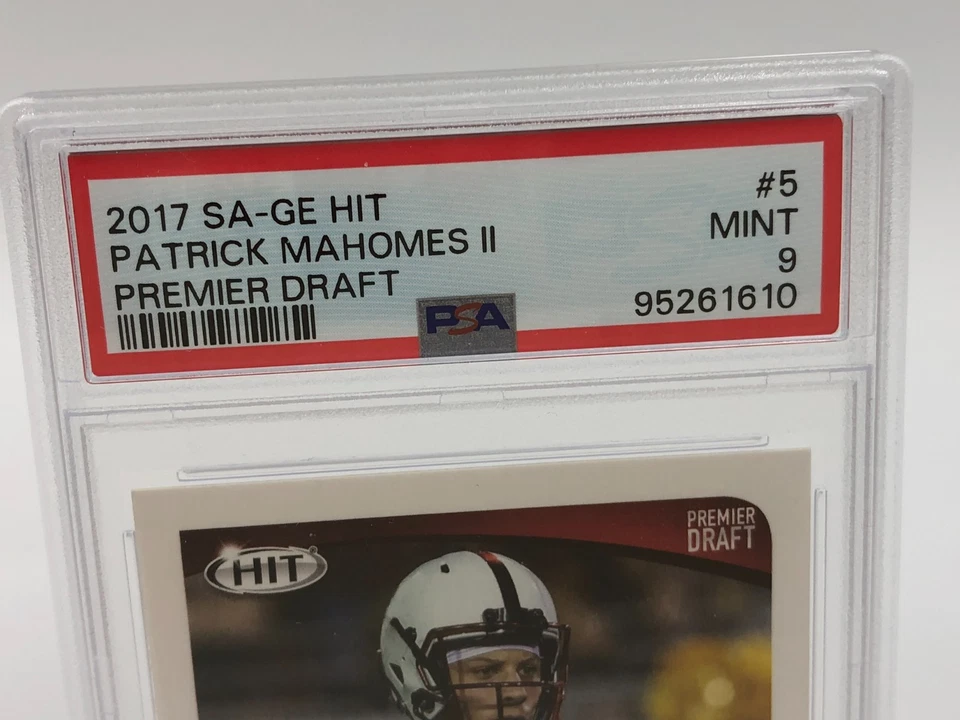 2017 SA-GE HIT #5
PATRICK MAHOMES II MINT
PREMIER DRAFT 9
95261610
PSA
HIT
PREMIER
DRAFT